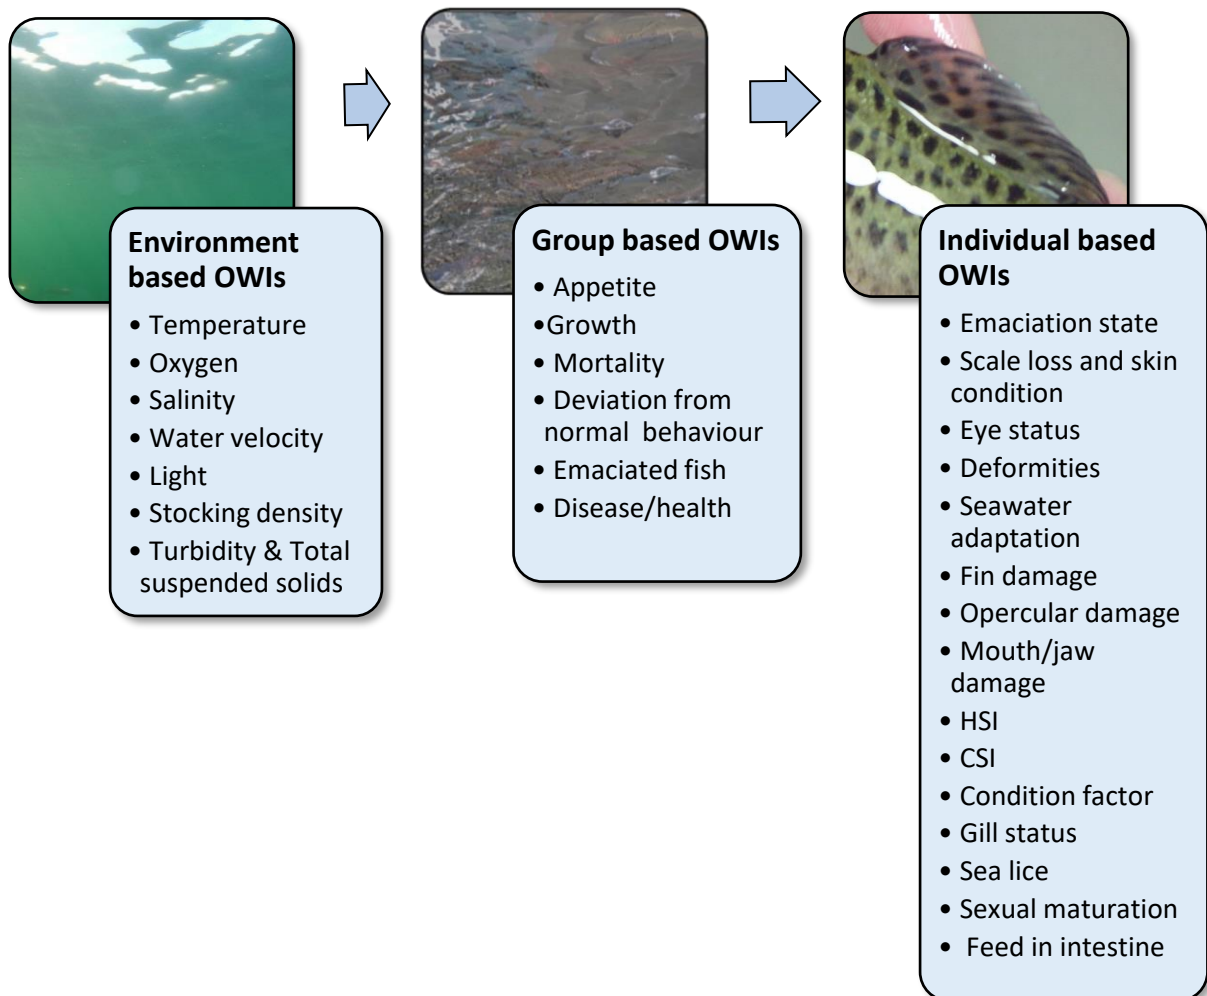 Environment
based OWIs
• Temperature
• Oxygen
• Salinity
• Water velocity
• Light
• Stocking density
• Turbidity & Total
suspended solids
Group based OWIs
• Appetite
•Growth
• Mortality
• Deviation from
normal behaviour
• Emaciated fish
• Disease/health
Individual based
OWIs
• Emaciation state
• Scale loss and skin
condition
• Eye status
• Deformities
• Seawater
adaptation
• Fin damage
• Opercular damage
• Mouth/jaw
damage
• HSI
• CSI
• Condition factor
• Gill status
• Sea lice
• Sexual maturation
• Feed in intestine